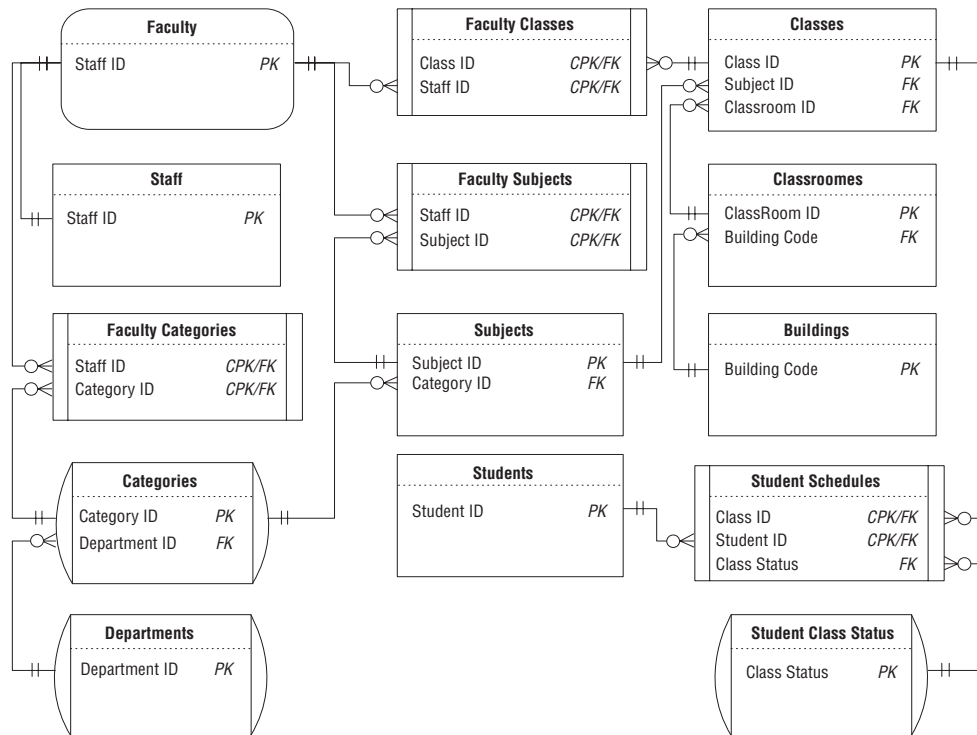 Faculty
Staff ID PK
Faculty Classes
Class ID CPK/FK
Staff ID CPK/FK
Classes
Class ID PK
Subject ID FK
Classroom ID FK
Staff
Staff ID PK
Faculty Subjects
Staff ID CPK/FK
Subject ID CPK/FK
Classroomes
ClassRoom ID PK
Building Code FK
Faculty Categories
Staff ID CPK/FK
Category ID CPK/FK
Subjects
Subject ID PK
Category ID FK
Buildings
Building Code PK
Categories
Category ID PK
Department ID FK
Students
Student ID PK
Student Schedules
Class ID CPK/FK
Student ID CPK/FK
Class Status FK
Departments
Department ID PK
Student Class Status
Class Status PK